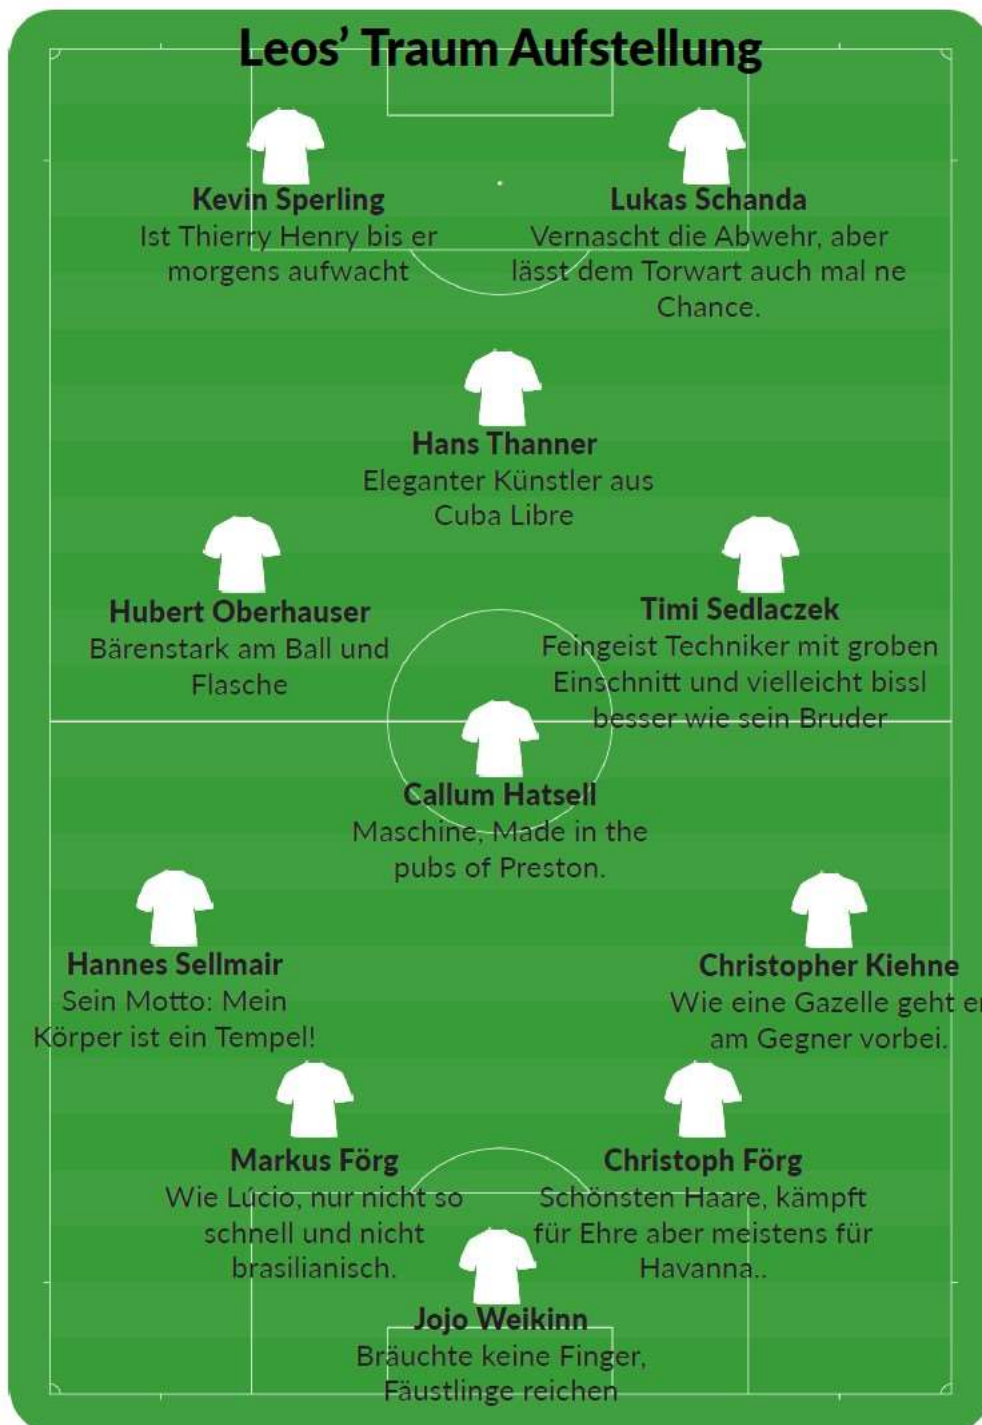 Leos’ Traum Aufstellung
Kevin Sperling
Ist Thierry Henry bis er
morgens aufwacht
Lukas Schanda
Vernascht die Abwehr, aber
lässt dem Torwart auch mal ne
Chance.
Hans Thanner
Eleganter Künstler aus
Cuba Libre
Hubert Oberhauser
Bärenstark am Ball und
Flasche
Timi Sedlaczek
Feingeist Techniker mit groben
Einschnitt und vielleicht bissl
besser wie sein Bruder
Callum Hatsell
Maschine, Made in the
pubs of Preston.
Hannes Sellmair
Sein Motto: Mein
Körper ist ein Tempel!
Christopher Kiehne
Wie eine Gazelle geht er
am Gegner vorbei.
Markus Förg
Wie Lúcio, nur nicht so
schnell und nicht
brasilianisch.
Christoph Förg
Schönsten Haare, kämpft
für Ehre aber meistens für
Havanna..
Jojo Weikinn
Bräuchte keine Finger,
Fäustlinge reichen